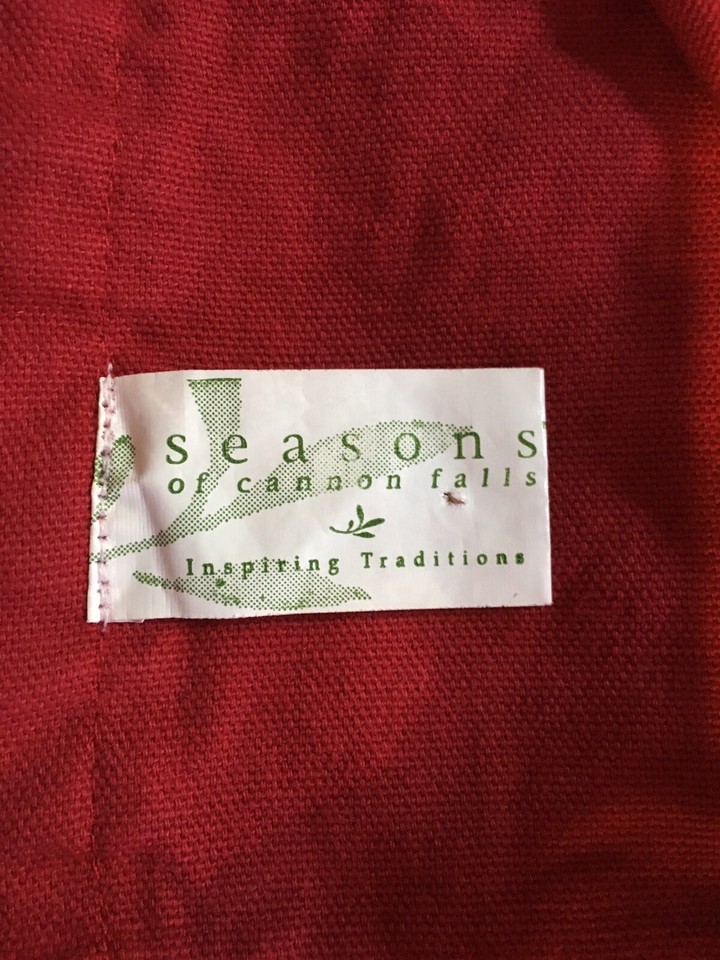 seasons
of cannon falls
Inspiring Traditions